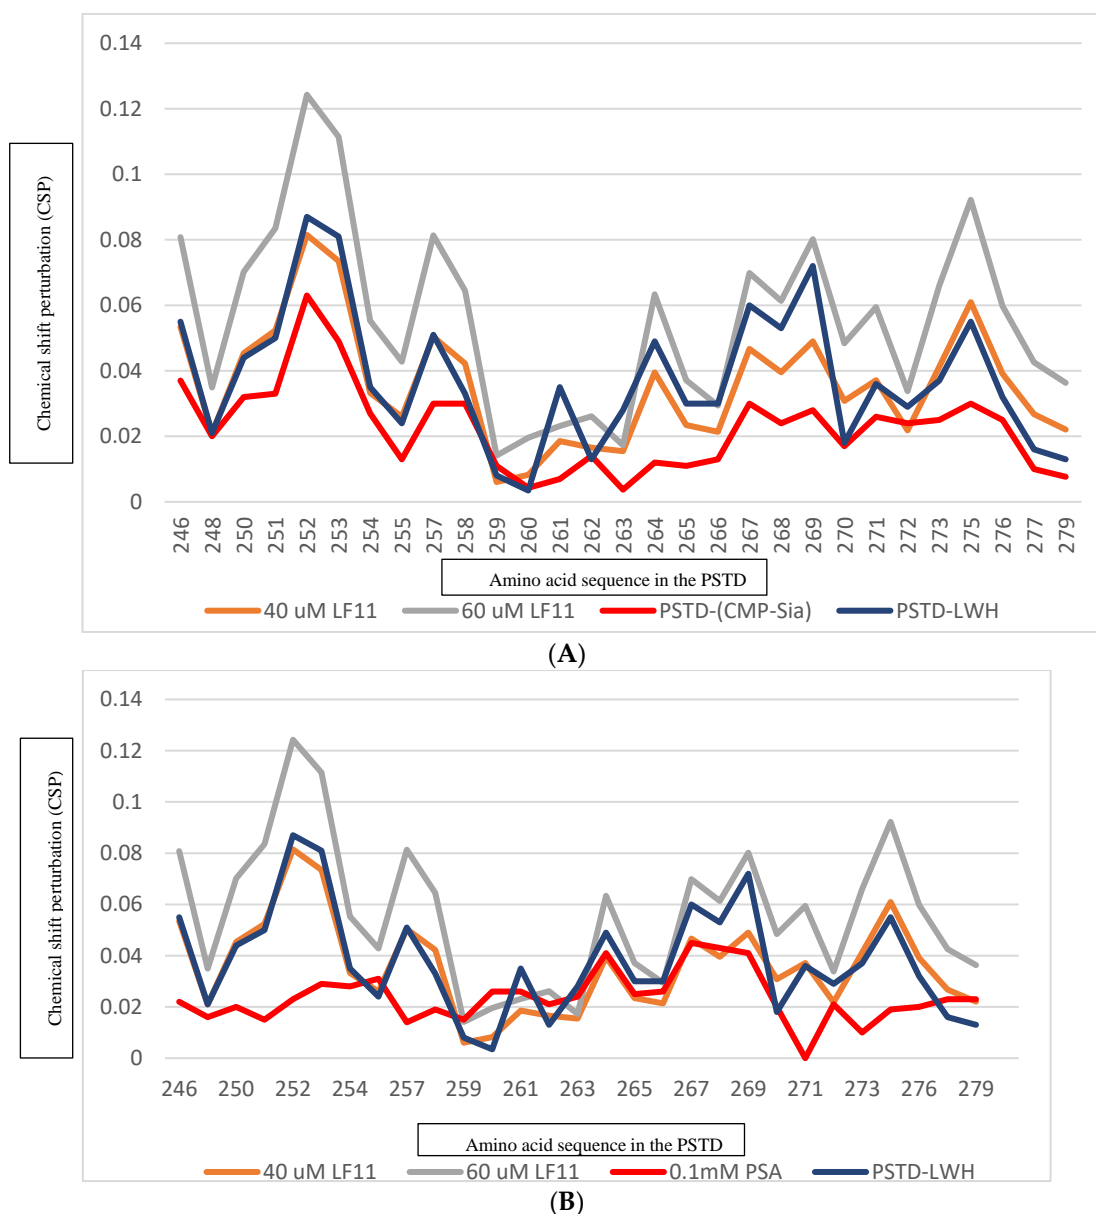 0.14
0.12
0.1
0.08
0.06
0.04
0.02
0
Chemical shift perturbation (CSP)
246 248 250 251 252 253 254 255 257 258 259 260 261 262 263 264 265 266 267 268 269 270 271 272 273 275 276 277 279
Amino acid sequence in the PSTD
40 uM LF11 60 uM LF11 PSTD-(CMP-Sia) PSTD-LWH
(A)
0.14
0.12
0.1
0.08
0.06
0.04
0.02
0
Chemical shift perturbation (CSP)
246 250 252 254 257 259 261 263 265 267 269 271 273 276 279
Amino acid sequence in the PSTD
40 uM LF11 60 uM LF11 0.1mM PSA PSTD-LWH
(B)